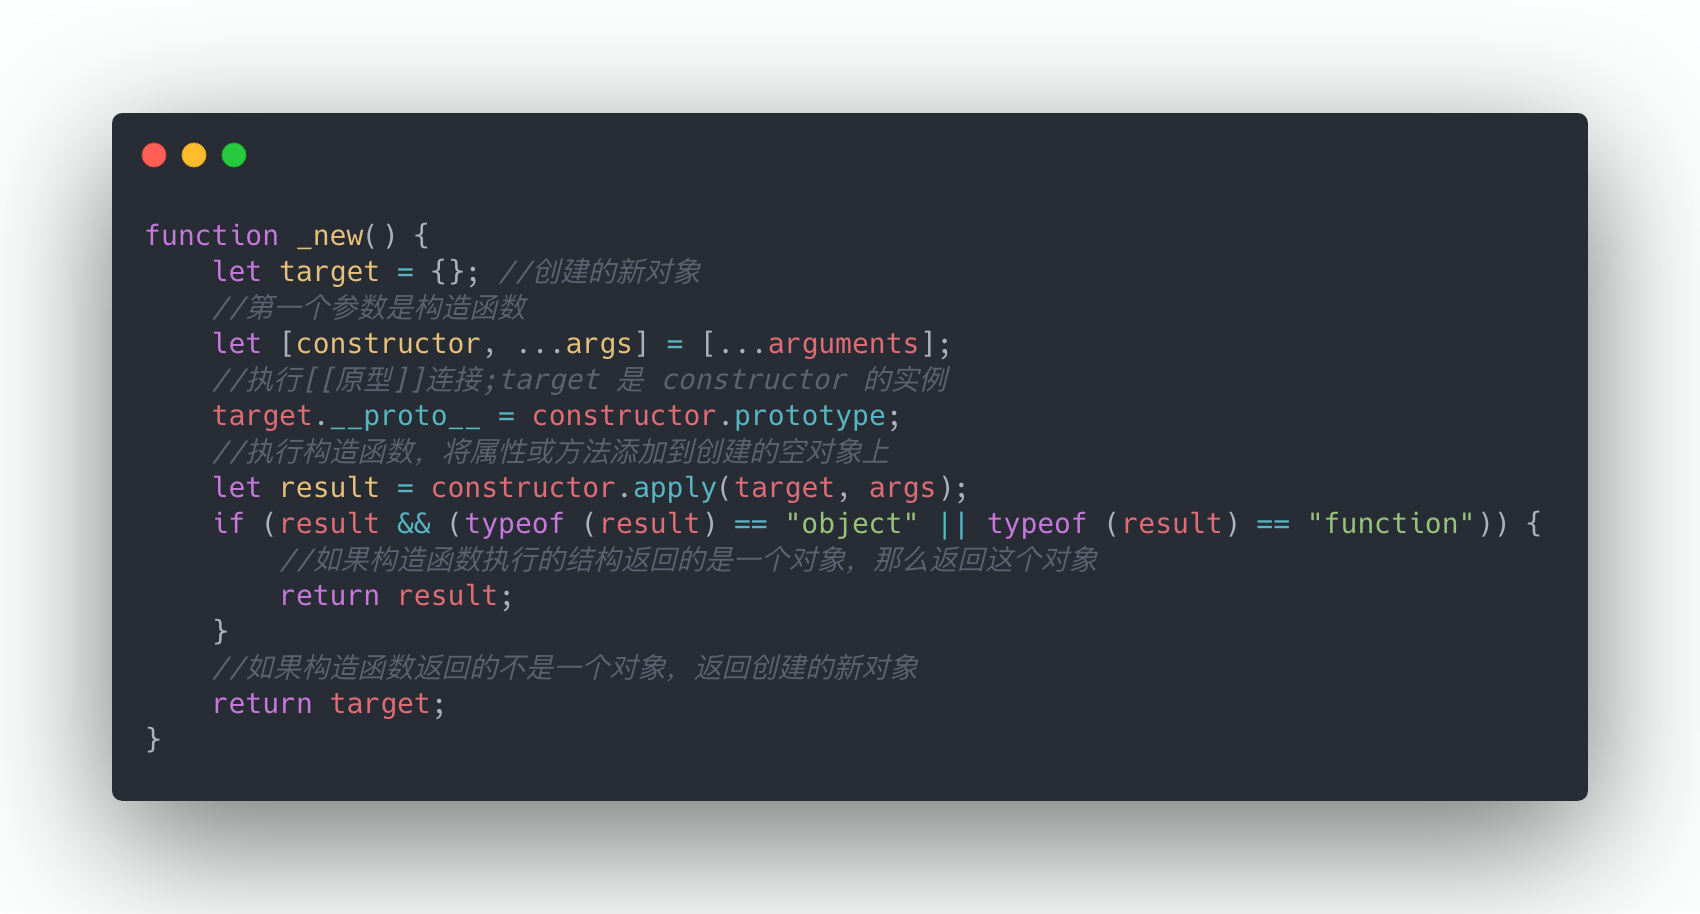 function _new() {
    let target = {}; //创建的新对象
    //第一个参数是构造函数
    let [constructor, ...args] = [...arguments];
    //执行[[原型]]连接;target 是 constructor 的实例
    target.__proto__ = constructor.prototype;
    //执行构造函数，将属性或方法添加到创建的空对象上
    let result = constructor.apply(target, args);
    if (result && (typeof (result) == "object" || typeof (result) == "function")) {
        //如果构造函数执行的结构返回的是一个对象，那么返回这个对象
        return result;
    }
    //如果构造函数返回的不是一个对象，返回创建的新对象
    return target;
}